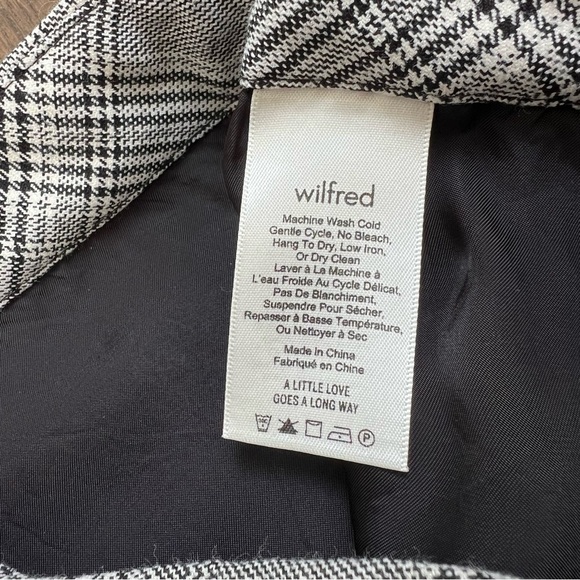 wilfred
Machine Wash Cold
Gentle Cycle, No Bleach,
Hang To Dry, Low Iron,
Or Dry Clean
Laver à La Machine à
L'eau Froide Au Cycle Délicat,
Pas De Blanchiment,
Suspendre Pour Sécher,
Repasser à Basse Température,
Ou Nettoyer à Sec
Made in China
Fabriqué en Chine
A LITTLE LOVE
GOES A LONG WAY
P